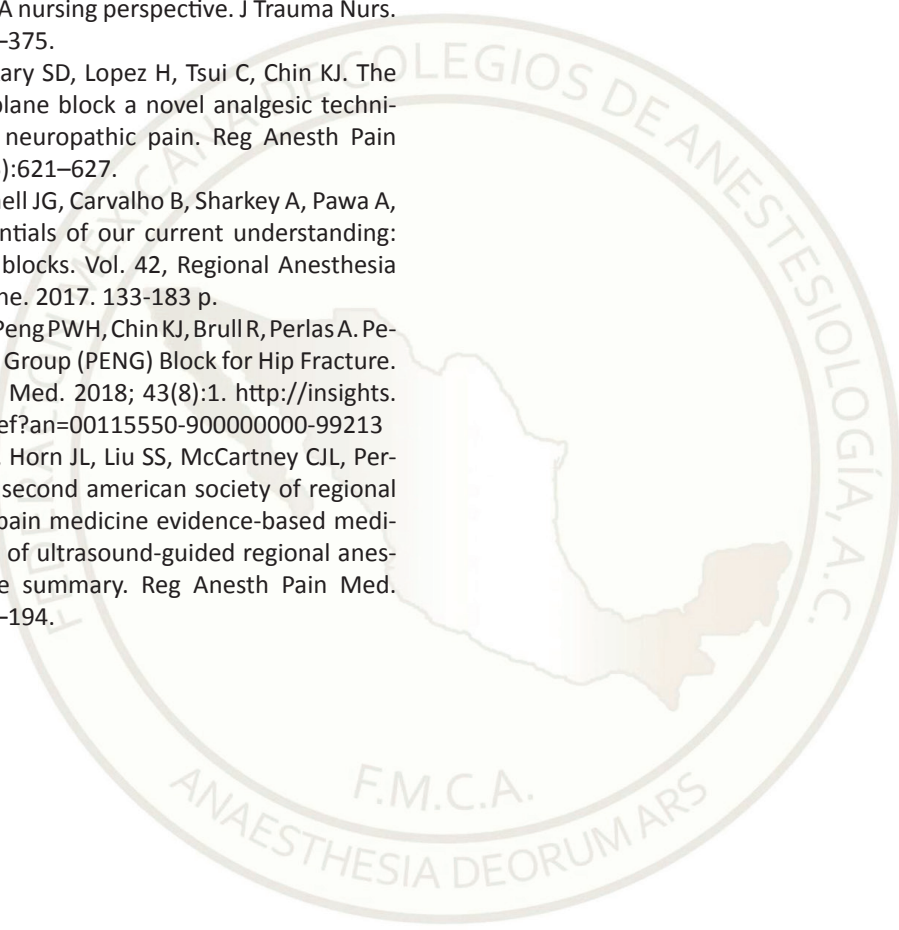 A nursing perspective. J Trauma Nurs.
–375.
ary SD, Lopez H, Tsui C, Chin KJ. The
plane block a novel analgesic techni-
neuropathic pain. Reg Anesth Pain
):621–627.
nell JG, Carvalho B, Sharkey A, Pawa A,
ntials of our current understanding:
blocks. Vol. 42, Regional Anesthesia
ne. 2017. 133-183 p.
Peng PWH, Chin KJ, Brull R, Perlas A. Pe-
Group (PENG) Block for Hip Fracture.
Med. 2018; 43(8):1. http://insights.
ef?an=00115550-900000000-99213
Horn JL, Liu SS, McCartney CJL, Per-
second american society of regional
pain medicine evidence-based medi-
of ultrasound-guided regional anes-
e summary. Reg Anesth Pain Med.
–194.
MEXICANA DE COLEGIOS DE ANESTESIOLOGÍA, A.C.
F.M.C.A.
ANAESTHESIA DEORUM ARS